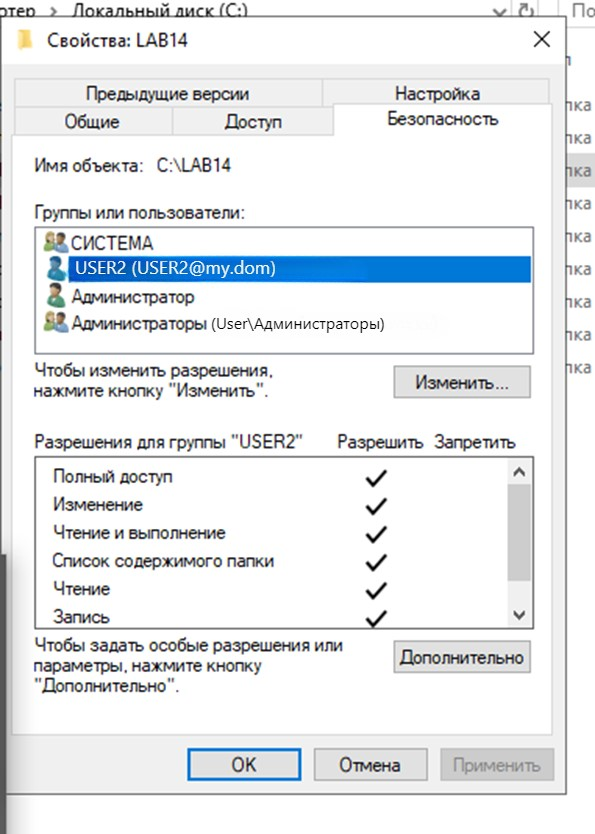 Локальный диск (C:)
Свойства: LAB14
Предыдущие версии
Настройка
Общие
Доступ
Безопасность
Имя объекта: C:\LAB14
Группы или пользователи:
СИСТЕМА
USER2 (USER2@my.dom)
Администратор
Администраторы (User\Администраторы)
Чтобы изменить разрешения,
нажмите кнопку "Изменить".
Изменить...
Разрешения для группы "USER2"
Разрешить
Запретить
Полный доступ
Изменение
Чтение и выполнение
Список содержимого папки
Чтение
Запись
Чтобы задать особые разрешения или
параметры, нажмите кнопку
"Дополнительно".
Дополнительно
OK
Отмена
Применить